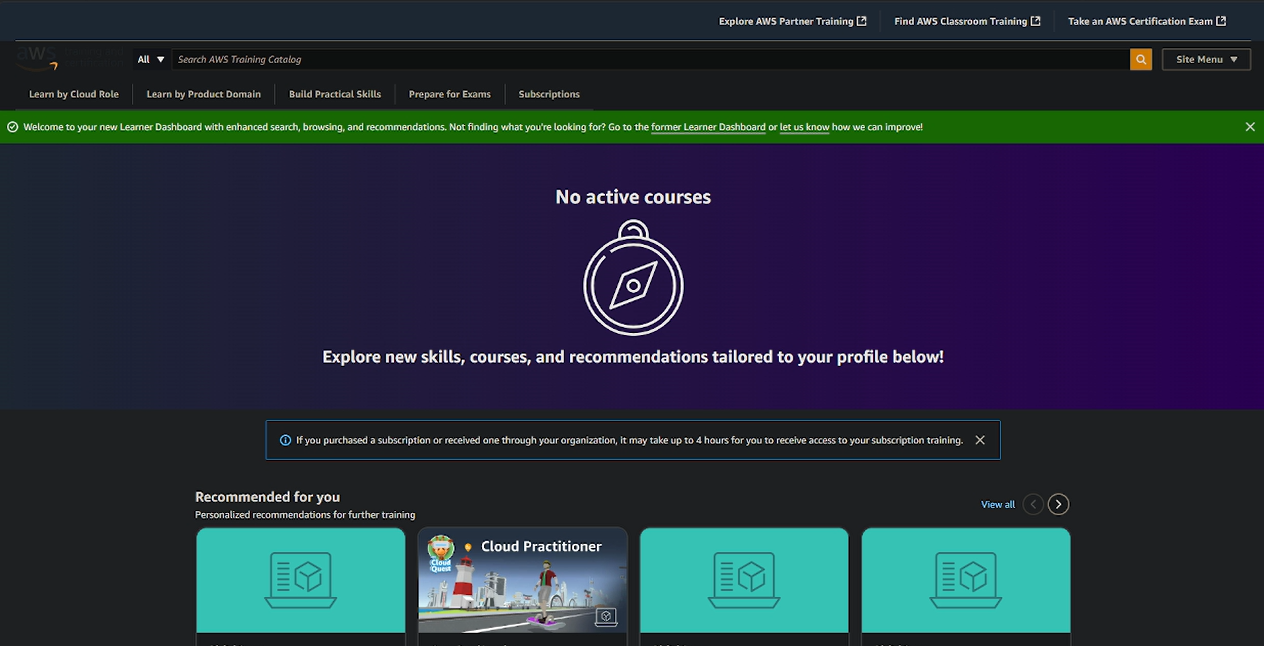 Explore AWS Partner Training
Find AWS Classroom Training
Take an AWS Certification Exam
aws
All
Search AWS Training Catalog
Site Menu
Learn by Cloud Role
Learn by Product Domain
Build Practical Skills
Prepare for Exams
Subscriptions
Welcome to your new Learner Dashboard with enhanced search, browsing, and recommendations. Not finding what you're looking for? Go to the former Learner Dashboard or let us know how we can improve!
No active courses
Explore new skills, courses, and recommendations tailored to your profile below!
If you purchased a subscription or received one through your organization, it may take up to 4 hours for you to receive access to your subscription training.
Recommended for you
Personalized recommendations for further training
View all
Cloud Quest
Cloud Practitioner